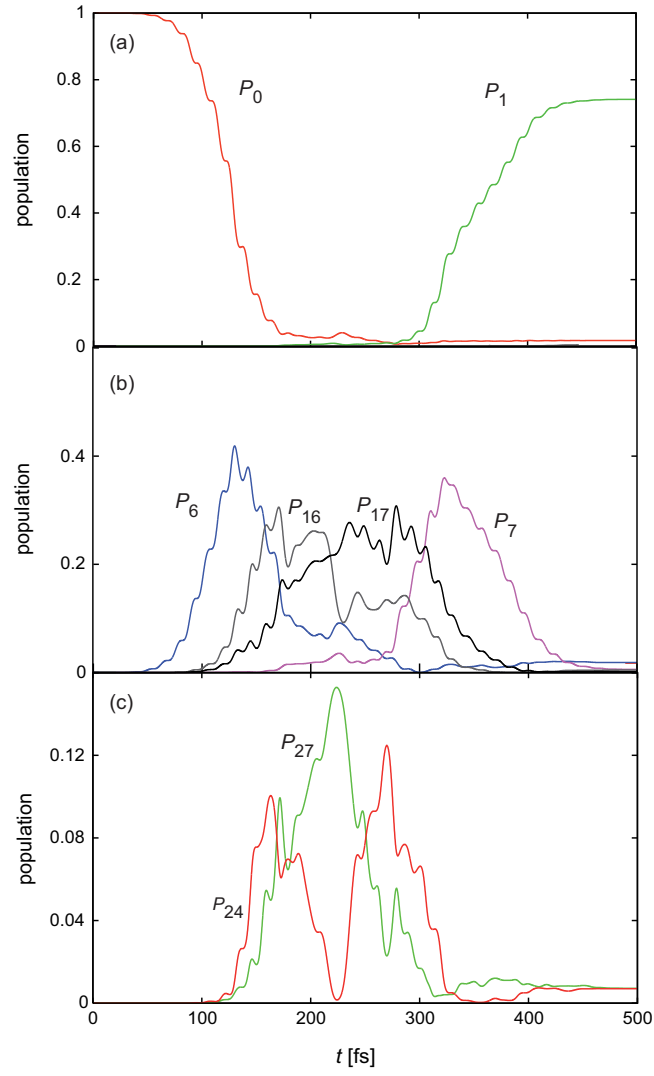 (a)
1
0.8
0.6
0.4
0.2
0
population
P0
P1
(b)
0.4
0.2
0
population
P6
P16
P17
P7
(c)
0.12
0.08
0.04
0
population
P27
P24
0 100 200 300 400 500
t [fs]